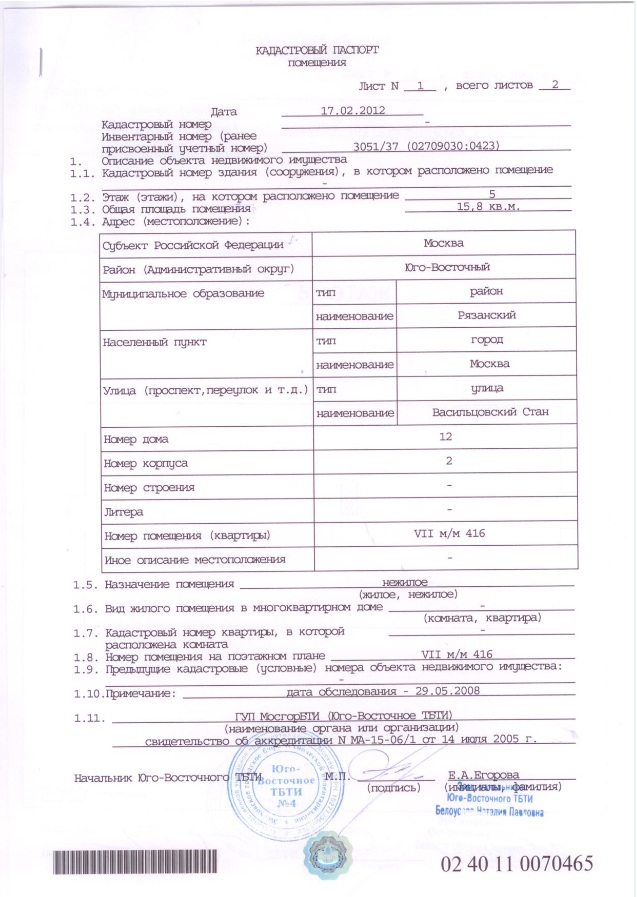 КАДАСТРОВЫЙ ПАСПОРТ
помещения
Лист N 1 , всего листов 2
Дата 17.02.2012
Кадастровый номер -
Инвентарный номер (ранее
присвоенный учетный номер) 3051/37 (02709030:0423)
1. Описание объекта недвижимого имущества
1.1. Кадастровый номер здания (сооружения), в котором расположено помещение
-
1.2. Этаж (этажи), на котором расположено помещение 5
1.3. Общая площадь помещения 15,8 кв.м.
1.4. Адрес (местоположение):
Субъект Российской Федерации Москва
Район (Административный округ) Юго-Восточный
Муниципальное образование тип район
наименование Рязанский
Населенный пункт тип город
наименование Москва
Улица (проспект,переулок и т.д.) тип улица
наименование Васильцовский Стан
Номер дома 12
Номер корпуса 2
Номер строения -
Литера -
Номер помещения (квартиры) VII м/м 416
Иное описание местоположения -
1.5. Назначение помещения нежилое
(жилое, нежилое)
1.6. Вид жилого помещения в многоквартирном доме -
(комната, квартира)
1.7. Кадастровый номер квартиры, в которой -
расположена комната
1.8. Номер помещения на поэтажном плане VII м/м 416
1.9. Предыдущие кадастровые (условные) номера объекта недвижимого имущества:
-
1.10.Примечание: дата обследования - 29.05.2008
1.11. ГУП МосгорБТИ (Юго-Восточное ТБТИ)
(наименование органа или организации)
свидетельство об аккредитации N МА-15-06/1 от 14 июля 2005 г.
Начальник Юго-Восточного ТБТИ М.П. Е.А.Егорова
(подпись) (инициалы, фамилия)
Юго-
Восточное
ТБТИ
№4
Юго-Восточного ТБТИ
Белоусова Наталия Павловна
02 40 11 0070465